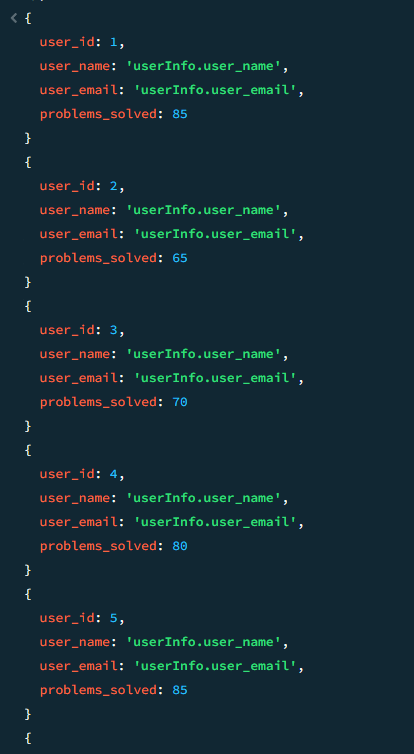 {
user_id: 1,
user_name: 'userInfo.user_name',
user_email: 'userInfo.user_email',
problems_solved: 85
}
{
user_id: 2,
user_name: 'userInfo.user_name',
user_email: 'userInfo.user_email',
problems_solved: 65
}
{
user_id: 3,
user_name: 'userInfo.user_name',
user_email: 'userInfo.user_email',
problems_solved: 70
}
{
user_id: 4,
user_name: 'userInfo.user_name',
user_email: 'userInfo.user_email',
problems_solved: 80
}
{
user_id: 5,
user_name: 'userInfo.user_name',
user_email: 'userInfo.user_email',
problems_solved: 85
}
{